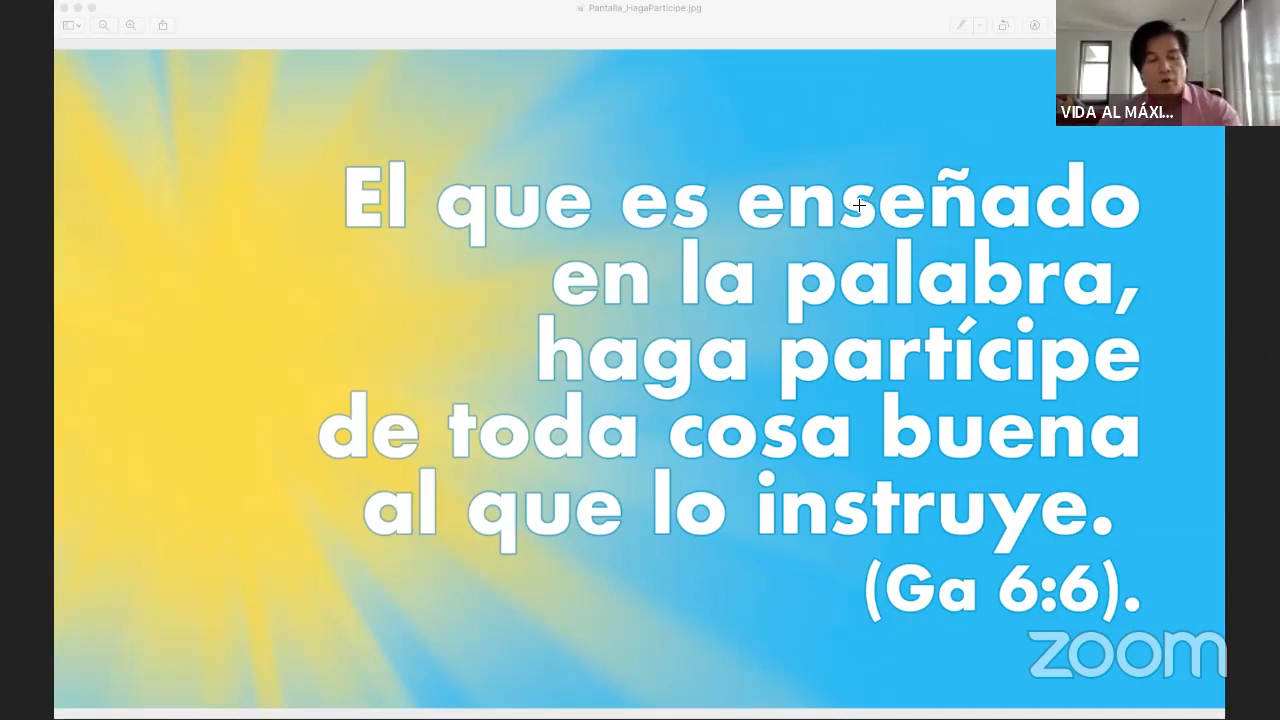 Pantalla_HagaParticipe.jpg
VIDA AL MÁXI...
El que es enseñado
en la palabra,
haga partícipe
de toda cosa buena
al que lo instruye.
(Ga 6:6).
zoom